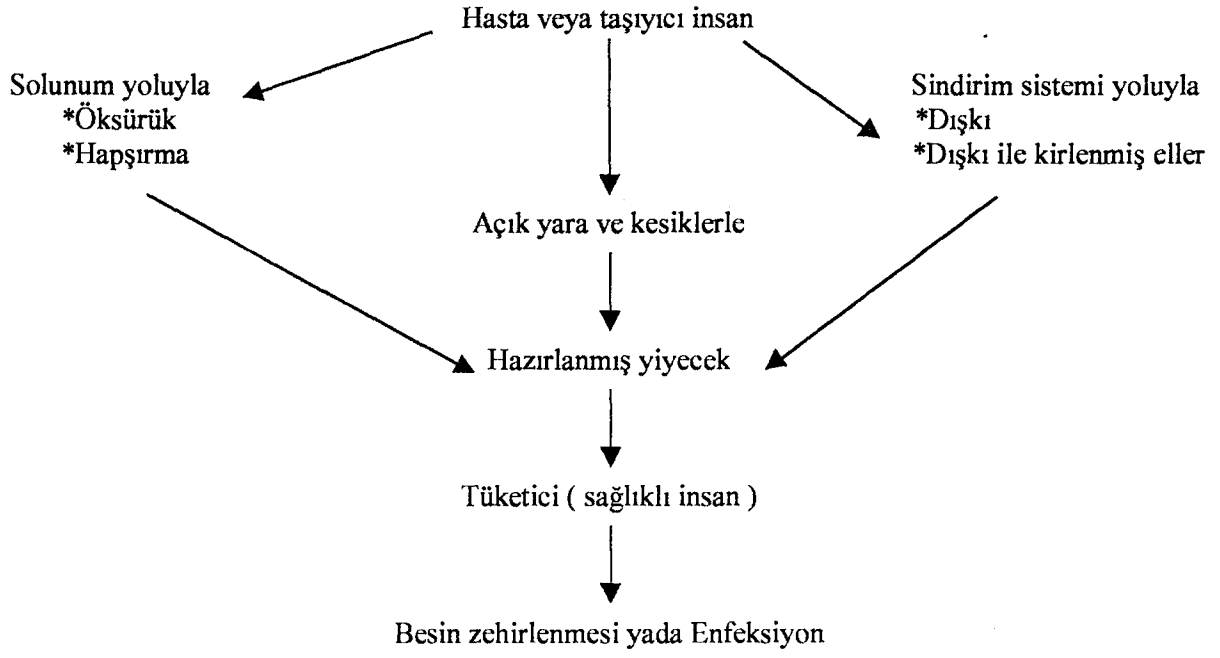 Hasta veya taşıyıcı insan
Solunum yoluyla
*Öksürük
*Hapşırma
Sindirim sistemi yoluyla
*Dışkı
*Dışkı ile kirlenmiş eller
Açık yara ve kesiklerle
Hazırlanmış yiyecek
Tüketici ( sağlıklı insan )
Besin zehirlenmesi yada Enfeksiyon